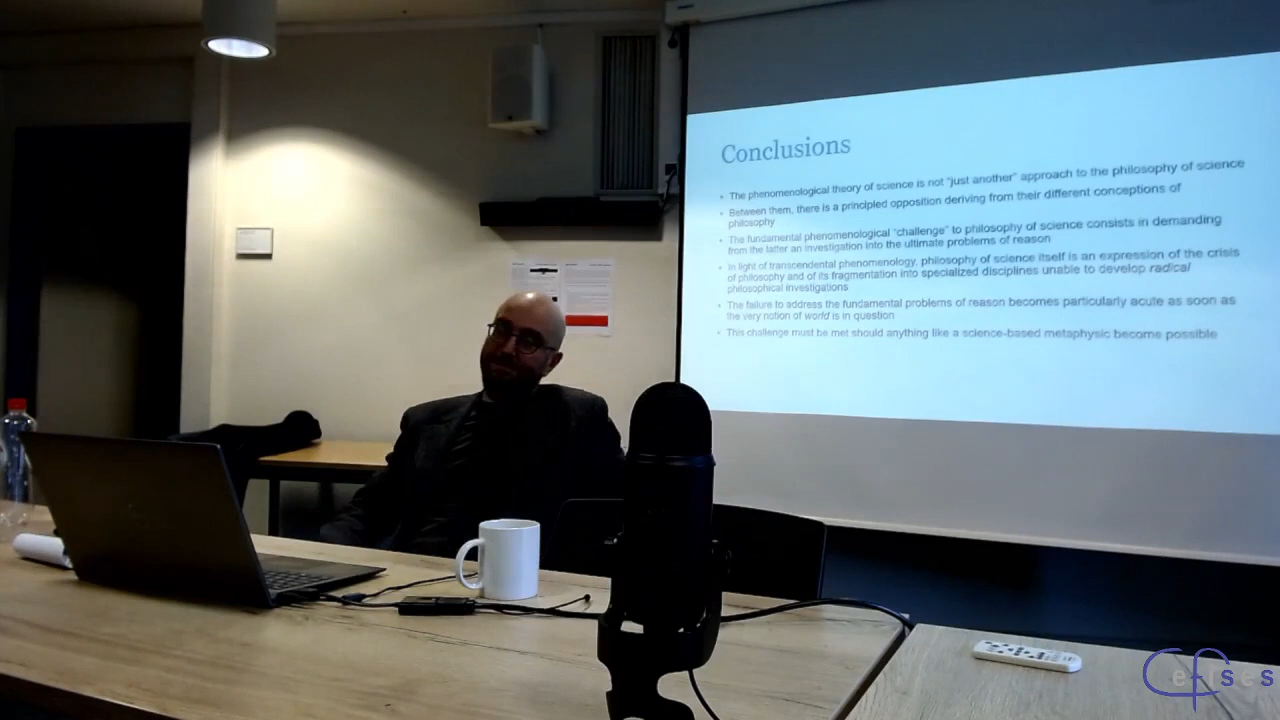 Conclusions
• The phenomenological theory of science is not "just another" approach to the philosophy of science
• Between them, there is a principled opposition deriving from their different conceptions of
philosophy
• The fundamental phenomenological "challenge" to philosophy of science consists in demanding
from the latter an investigation into the ultimate problems of reason
• In light of transcendental phenomenology, philosophy of science itself is an expression of the crisis
of philosophy and of its fragmentation into specialized disciplines unable to develop radical
philosophical investigations
• The failure to address the fundamental problems of reason becomes particularly acute as soon as
the very notion of world is in question
• This challenge must be met should anything like a science-based metaphysic become possible
Cefises